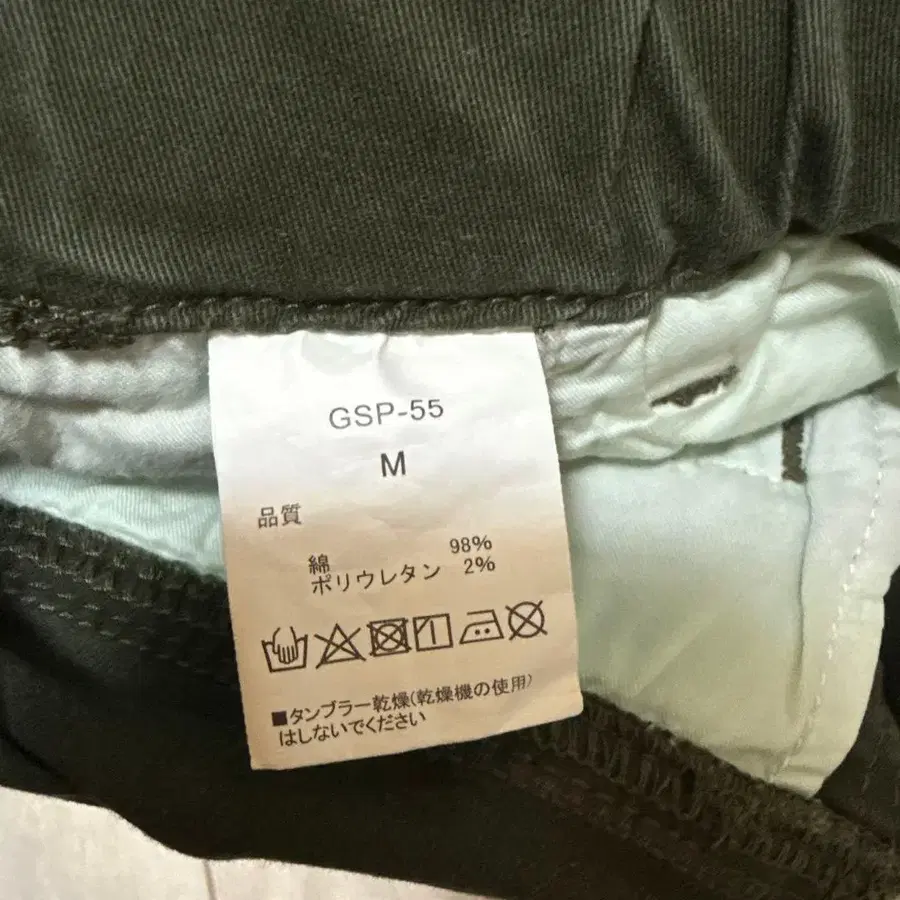 GSP-55
M
品質
綿 98%
ポリウレタン 2%
■タンブラー乾燥(乾燥機の使用)
はしないでください